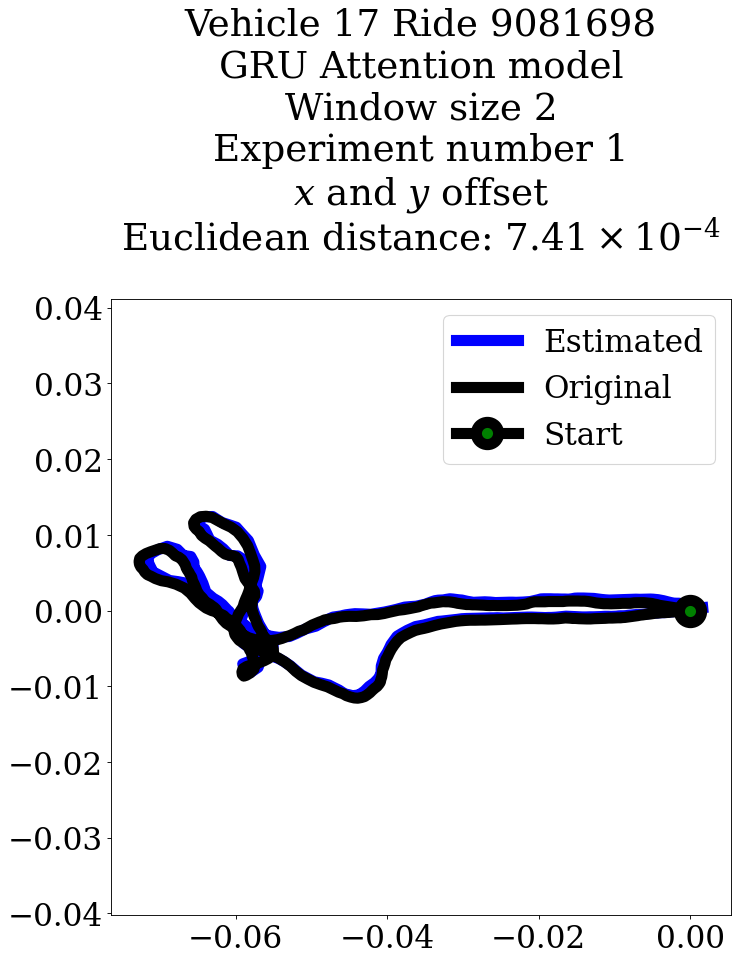 Vehicle 17 Ride 9081698
GRU Attention model
Window size 2
Experiment number 1
x and y offset
Euclidean distance: 7.41 × 10⁻⁴
0.04
Estimated
0.03
Original
0.02
Start
0.01
0.00
−0.01
−0.02
−0.03
−0.04
−0.06 −0.04 −0.02 0.00